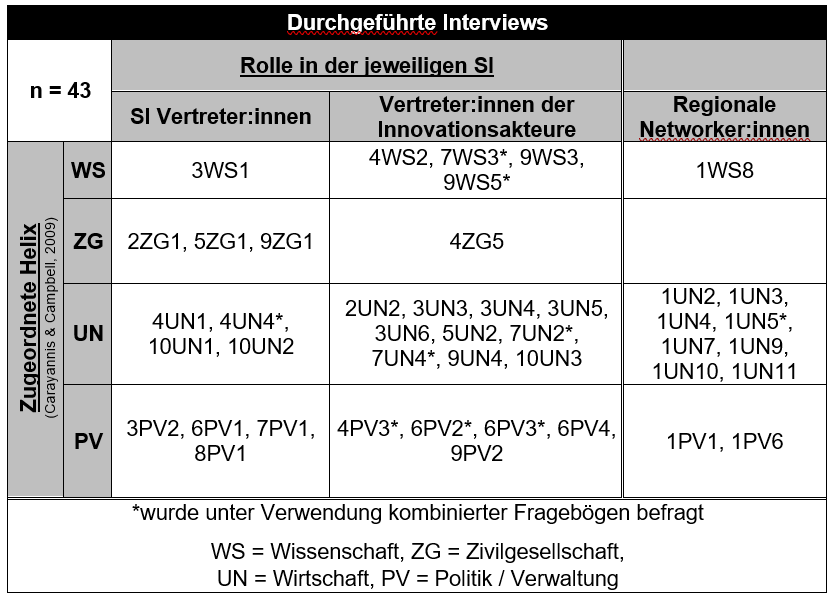 Durchgeführte Interviews
n = 43
Rolle in der jeweiligen SI
SI Vertreter:innen
Vertreter:innen der
Innovationsakteure
Regionale
Networker:innen
Zugeordnete Helix
(Carayannis & Campbell, 2009)
WS
3WS1
4WS2, 7WS3*, 9WS3,
9WS5*
1WS8
ZG
2ZG1, 5ZG1, 9ZG1
4ZG5
UN
4UN1, 4UN4*,
10UN1, 10UN2
2UN2, 3UN3, 3UN4, 3UN5,
3UN6, 5UN2, 7UN2*,
7UN4*, 9UN4, 10UN3
1UN2, 1UN3,
1UN4, 1UN5*,
1UN7, 1UN9,
1UN10, 1UN11
PV
3PV2, 6PV1, 7PV1,
8PV1
4PV3*, 6PV2*, 6PV3*, 6PV4,
9PV2
1PV1, 1PV6
*wurde unter Verwendung kombinierter Fragebögen befragt
WS = Wissenschaft, ZG = Zivilgesellschaft,
UN = Wirtschaft, PV = Politik / Verwaltung